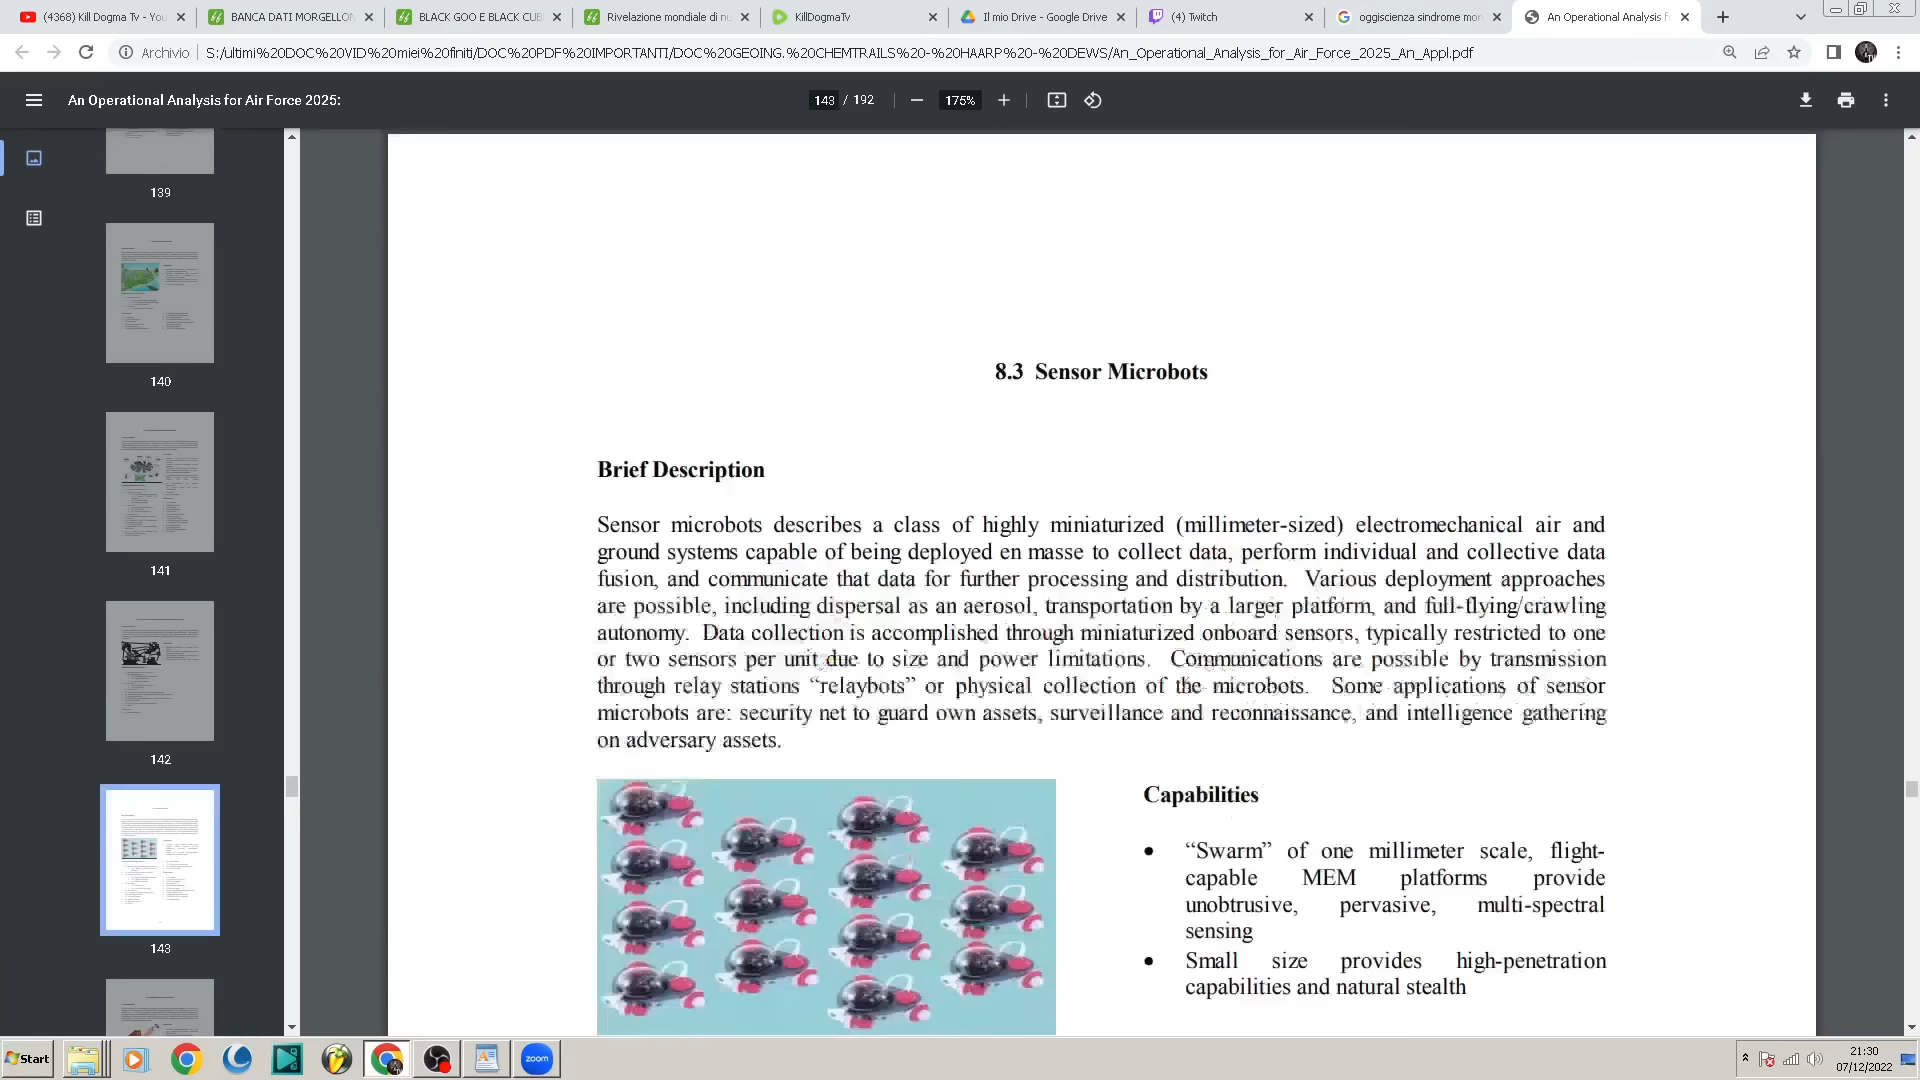 (4368) Kill Dogma Tv - You
BANCA DATI MORGELLON
BLACK GOO E BLACK CUB
Rivelazione mondiale di nu
KillDogmaTv
Il mio Drive - Google Drive
(4) Twitch
oggiscienza sindrome mor
An Operational Analysis f
Archivio
S:/ultimi%20DOC%20VID%20miei%20finiti/DOC%20PDF%20IMPORTANTI/DOC%20GEOING.%20CHEMTRAILS%20-%20HAARP%20-%20DEWS/An_Operational_Analysis_for_Air_Force_2025_An_Appl.pdf
An Operational Analysis for Air Force 2025:
143 / 192
175%
139
140
141
142
143
8.3 Sensor Microbots
Brief Description
Sensor microbots describes a class of highly miniaturized (millimeter-sized) electromechanical air and
ground systems capable of being deployed en masse to collect data, perform individual and collective data
fusion, and communicate that data for further processing and distribution. Various deployment approaches
are possible, including dispersal as an aerosol, transportation by a larger platform, and full-flying/crawling
autonomy. Data collection is accomplished through miniaturized onboard sensors, typically restricted to one
or two sensors per unit due to size and power limitations. Communications are possible by transmission
through relay stations “relaybots” or physical collection of the microbots. Some applications of sensor
microbots are: security net to guard own assets, surveillance and reconnaissance, and intelligence gathering
on adversary assets.
Capabilities
• “Swarm” of one millimeter scale, flight-
capable MEM platforms provide
unobtrusive, pervasive, multi-spectral
sensing
• Small size provides high-penetration
capabilities and natural stealth
Start
zoom
21:30
07/12/2022